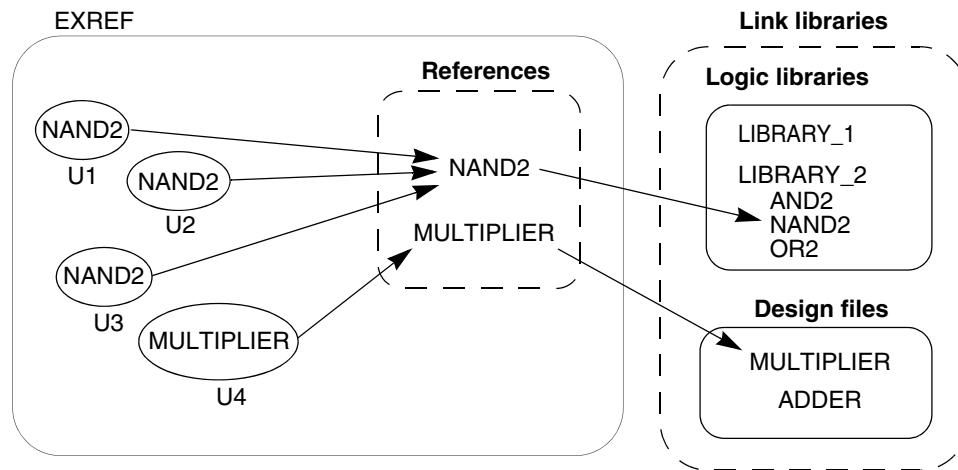 EXREF
Link libraries
References
Logic libraries
NAND2
U1
NAND2
U2
NAND2
U3
MULTIPLIER
U4
NAND2
MULTIPLIER
LIBRARY_1
LIBRARY_2
AND2
NAND2
OR2
Design files
MULTIPLIER
ADDER